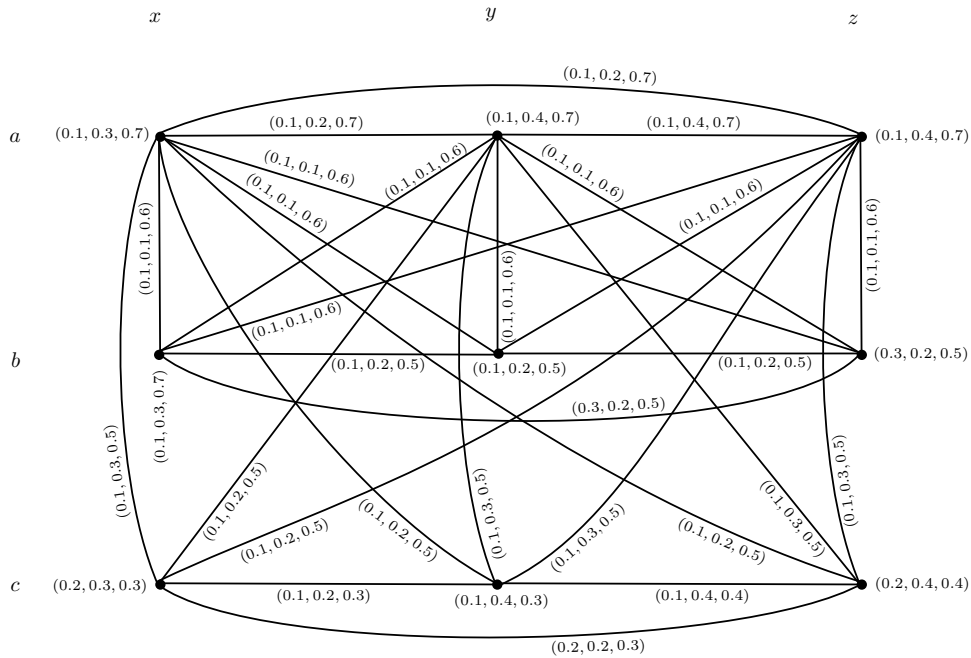 x y z
(0.1, 0.2, 0.7)
a (0.1, 0.3, 0.7) (0.1, 0.2, 0.7) (0.1, 0.4, 0.7) (0.1, 0.4, 0.7) (0.1, 0.4, 0.7)
(0.1, 0.1, 0.6)
(0.1, 0.1, 0.6)
(0.1, 0.1, 0.6)
(0.1, 0.1, 0.6)
(0.1, 0.1, 0.6)
(0.1, 0.1, 0.6)
(0.1, 0.1, 0.6)
(0.1, 0.1, 0.6)
(0.1, 0.1, 0.6)
b (0.1, 0.2, 0.5) (0.1, 0.2, 0.5) (0.1, 0.2, 0.5) (0.3, 0.2, 0.5)
(0.1, 0.3, 0.7)
(0.3, 0.2, 0.5)
(0.1, 0.3, 0.5)
(0.1, 0.2, 0.5)
(0.1, 0.2, 0.5)
(0.1, 0.2, 0.5)
(0.1, 0.3, 0.5)
(0.1, 0.3, 0.5)
(0.1, 0.2, 0.5)
(0.1, 0.3, 0.5)
(0.1, 0.3, 0.5)
c (0.2, 0.3, 0.3) (0.1, 0.2, 0.3) (0.1, 0.4, 0.3) (0.1, 0.4, 0.4) (0.2, 0.4, 0.4)
(0.2, 0.2, 0.3)